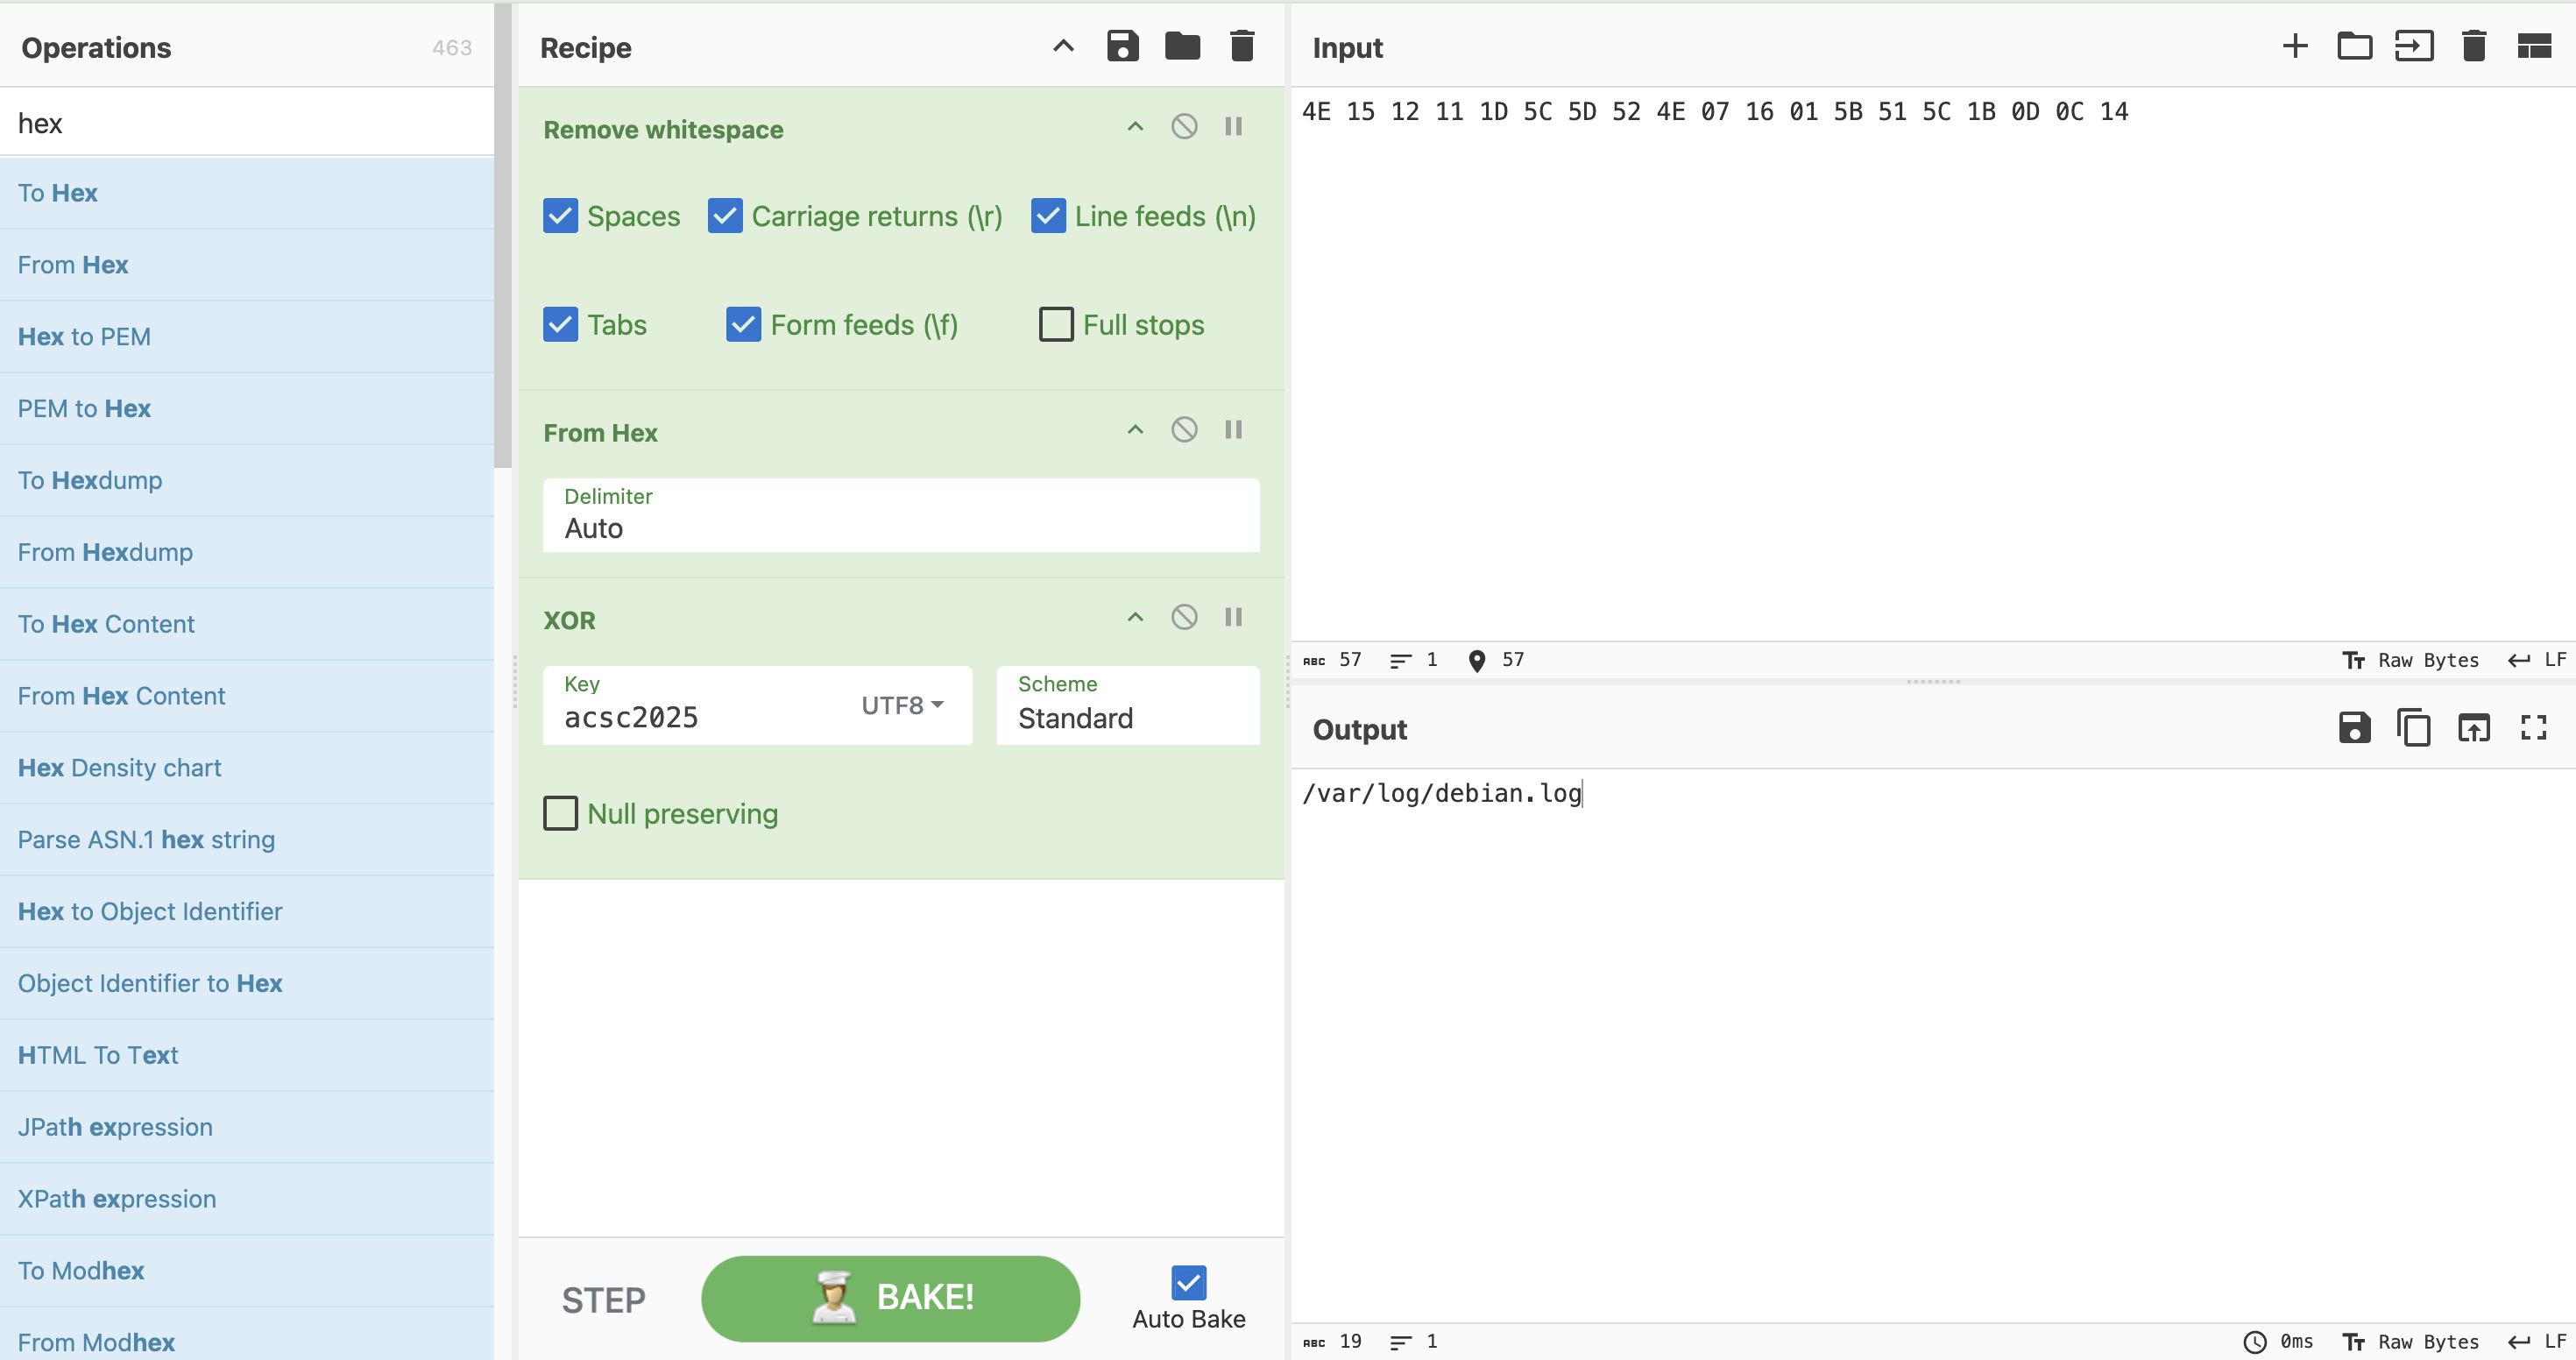 Operations 463
hex
To Hex
From Hex
Hex to PEM
PEM to Hex
To Hexdump
From Hexdump
To Hex Content
From Hex Content
Hex Density chart
Parse ASN.1 hex string
Hex to Object Identifier
Object Identifier to Hex
HTML To Text
JPath expression
XPath expression
To Modhex
From Modhex
Recipe
Remove whitespace
Spaces Carriage returns (\r) Line feeds (\n)
Tabs Form feeds (\f) Full stops
From Hex
Delimiter
Auto
XOR
Key
acsc2025 UTF8
Scheme
Standard
Null preserving
STEP BAKE! Auto Bake
Input
4E 15 12 11 1D 5C 5D 52 4E 07 16 01 5B 51 5C 1B 0D 0C 14
ABC 57 1 57 Raw Bytes LF
Output
/var/log/debian.log
ABC 19 1 0ms Raw Bytes LF